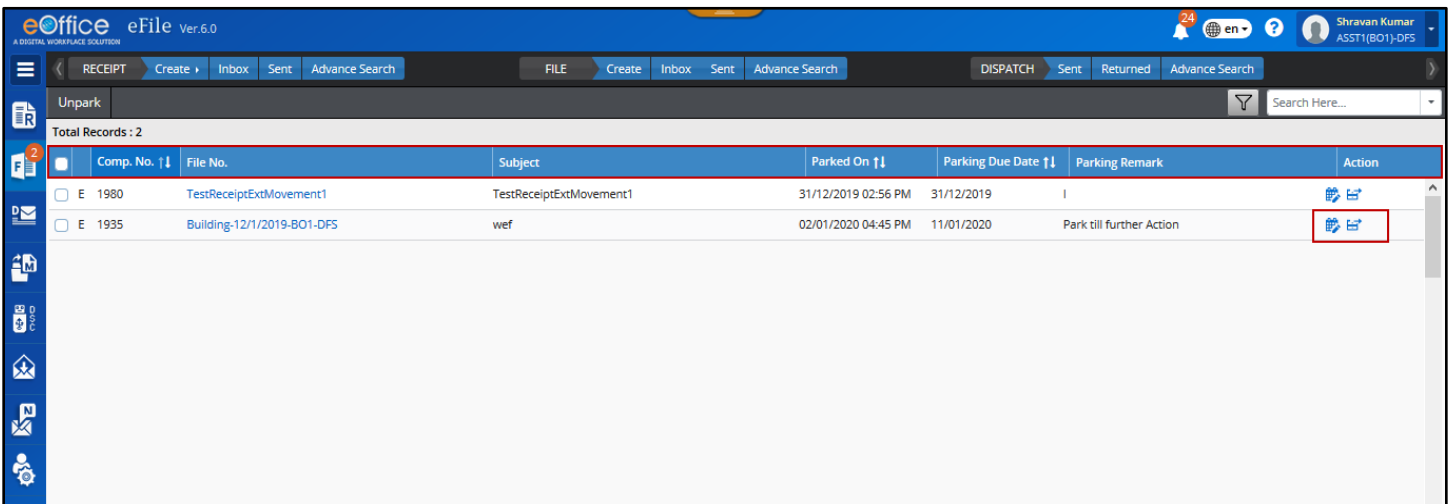 eOffice eFile Ver.6.0
A DIGITAL WORKPLACE SOLUTION
24
en
?
Shravan Kumar
ASST1(BO1)-DFS
RECEIPT Create Inbox Sent Advance Search FILE Create Inbox Sent Advance Search DISPATCH Sent Returned Advance Search
Unpark Search Here...
Total Records : 2
R
2
F
D
M
DSC
N
Comp. No. File No. Subject Parked On Parking Due Date Parking Remark Action
E 1980 TestReceiptExtMovement1 TestReceiptExtMovement1 31/12/2019 02:56 PM 31/12/2019 l
E 1935 Building-12/1/2019-BO1-DFS wef 02/01/2020 04:45 PM 11/01/2020 Park till further Action